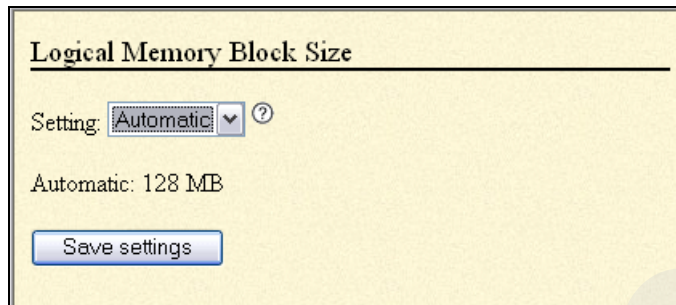 Logical Memory Block Size
Setting: Automatic ?
Automatic: 128 MB
Save settings